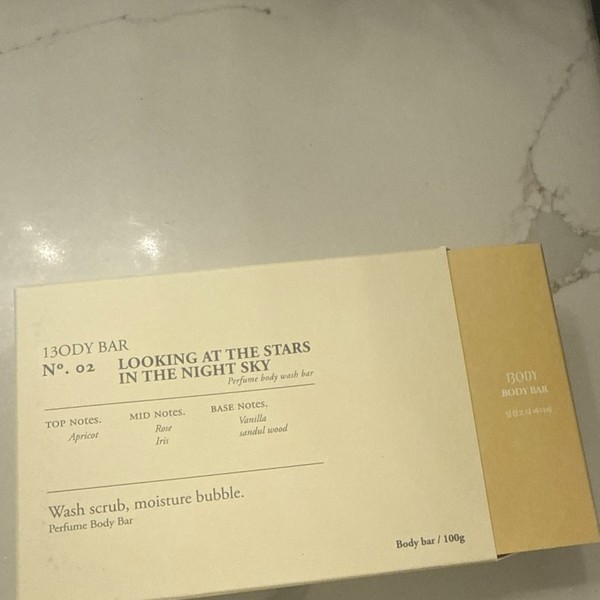 13ODY BAR
Nº. 02 LOOKING AT THE STARS
IN THE NIGHT SKY
Perfume body wash bar
TOP Notes. MID Notes. BASE Notes.
Apricot Rose Vanilla
Iris sandul wood
Wash scrub, moisture bubble.
Perfume Body Bar
Body bar / 100g
13ODY
BODY BAR